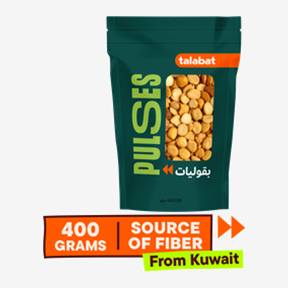 talabat
PULSES
بقوليات
400
GRAMS
SOURCE
OF FIBER
From Kuwait